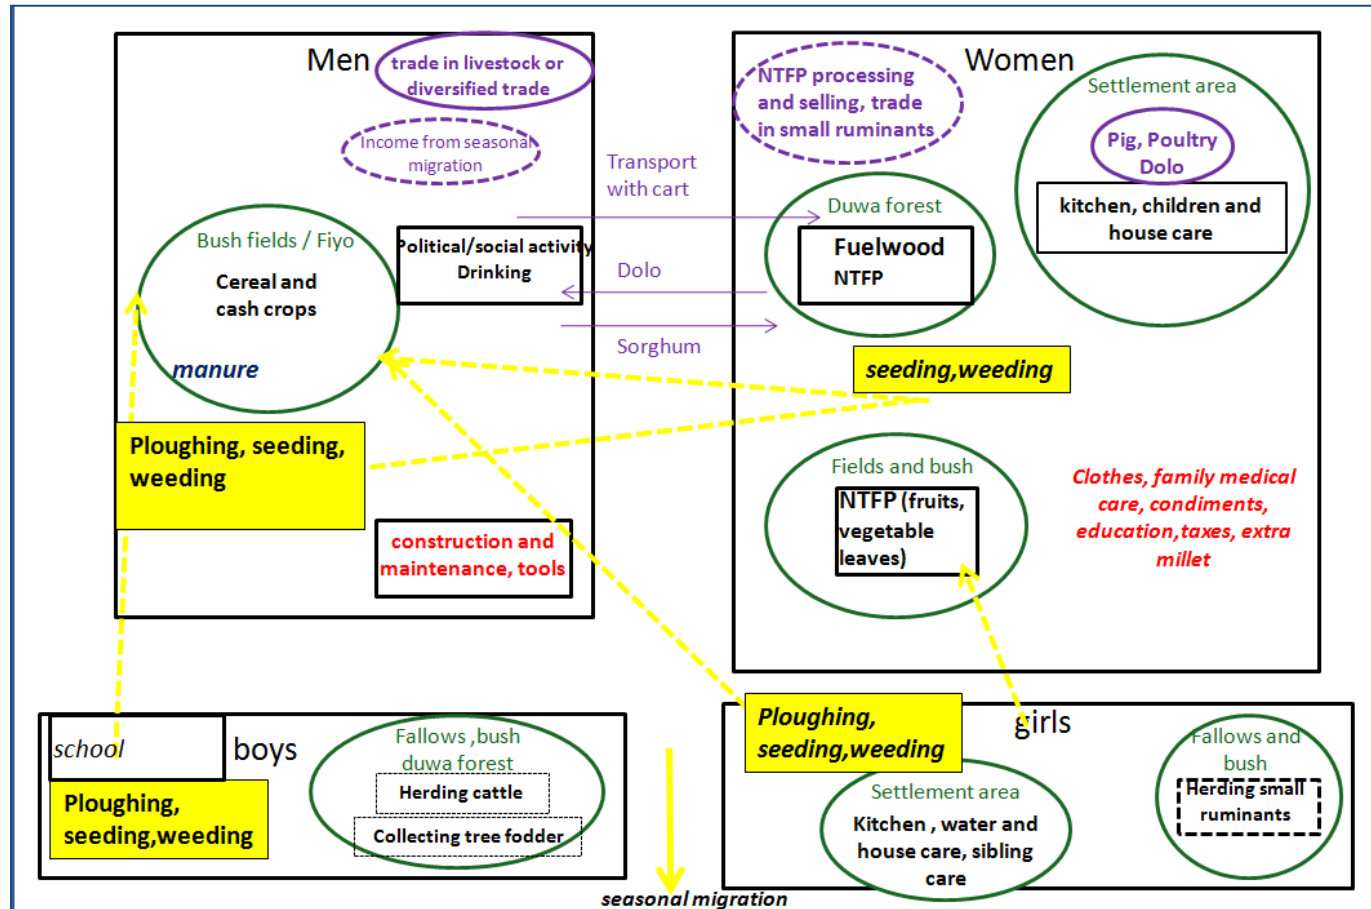 Men
trade in livestock or
diversified trade
Income from seasonal
migration
Bush fields / Fiyo
Cereal and
cash crops
manure
Political/social activity
Drinking
Ploughing, seeding,
weeding
construction and
maintenance, tools
Transport
with cart
Dolo
Sorghum
Women
NTFP processing
and selling, trade
in small ruminants
Settlement area
Pig, Poultry
Dolo
kitchen, children and
house care
Duwa forest
Fuelwood
NTFP
seeding,weeding
Fields and bush
NTFP (fruits,
vegetable
leaves)
Clothes, family medical
care, condiments,
education,taxes, extra
millet
school
boys
Ploughing,
seeding,weeding
Fallows ,bush
duwa forest
Herding cattle
Collecting tree fodder
seasonal migration
Ploughing,
seeding,weeding
girls
Settlement area
Kitchen , water and
house care, sibling
care
Fallows and
bush
Herding small
ruminants